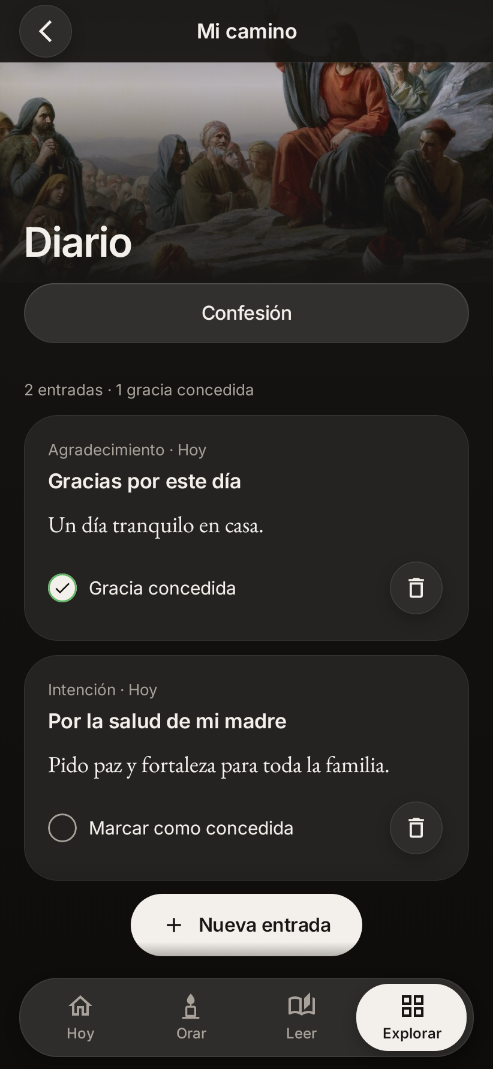 Mi camino
Diario
Confesión
2 entradas · 1 gracia concedida
Agradecimiento · Hoy
Gracias por este día
Un día tranquilo en casa.
Gracia concedida
Intención · Hoy
Por la salud de mi madre
Pido paz y fortaleza para toda la familia.
Marcar como concedida
+ Nueva entrada
Hoy
Orar
Leer
Explorar